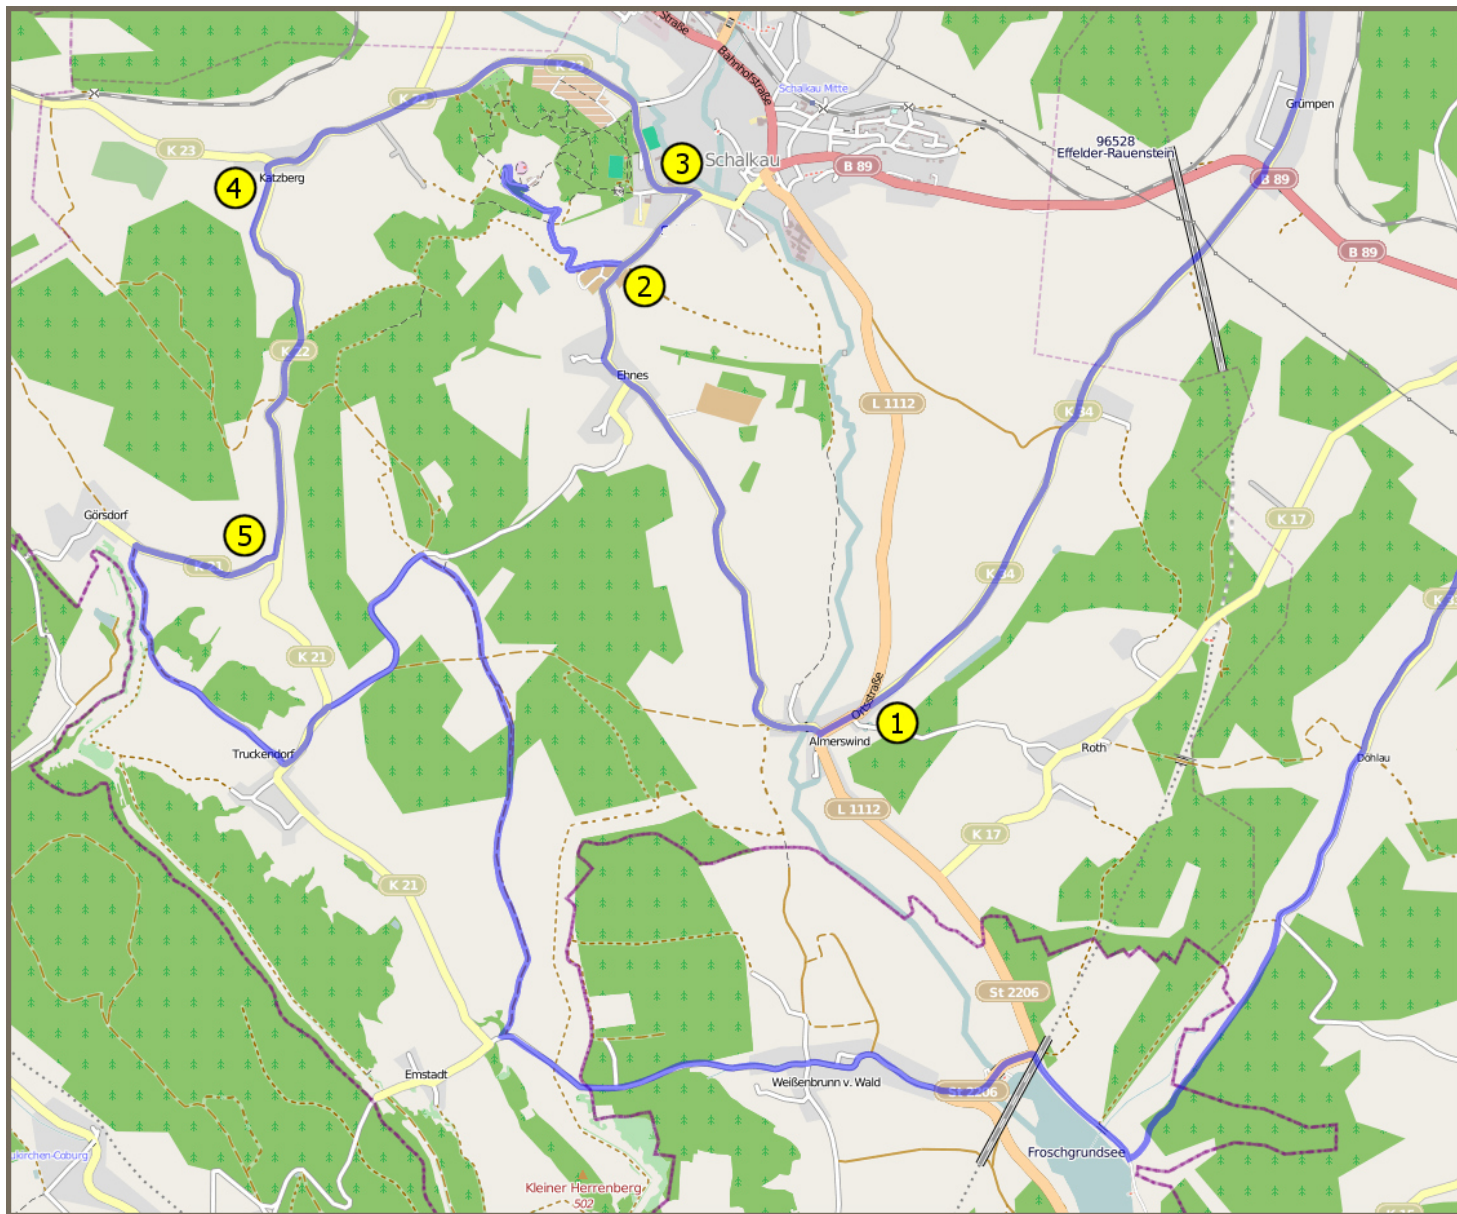 Straße
Bahnhofstraße
K 23
Schalkau Mitte
Grümpen
96528
Effelder-Rauenstein
K 23
3
Schalkau
B 89
B 89
Katzberg
4
B 89
2
K 22
Ehnes
L 1112
K 34
Görsdorf
5
K 17
K 21
K 34
K 21
Ortsstraße
1
Almerswind
Roth
Truckendorf
Döhlau
L 1112
K 17
K 21
St 2206
Emstadt
Weißenbrunn v. Wald
St 2206
Froschgrundsee
Kleiner Herrenberg
502